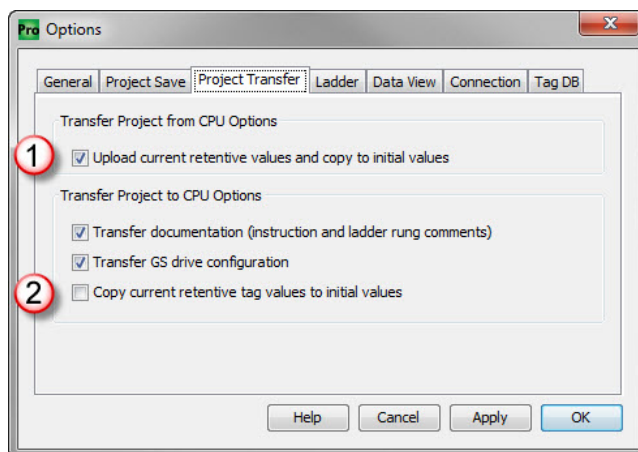 Pro Options
X
General Project Save Project Transfer Ladder Data View Connection Tag DB
Transfer Project from CPU Options
1 Upload current retentive values and copy to initial values
Transfer Project to CPU Options
Transfer documentation (instruction and ladder rung comments)
Transfer GS drive configuration
2 Copy current retentive tag values to initial values
Help Cancel Apply OK